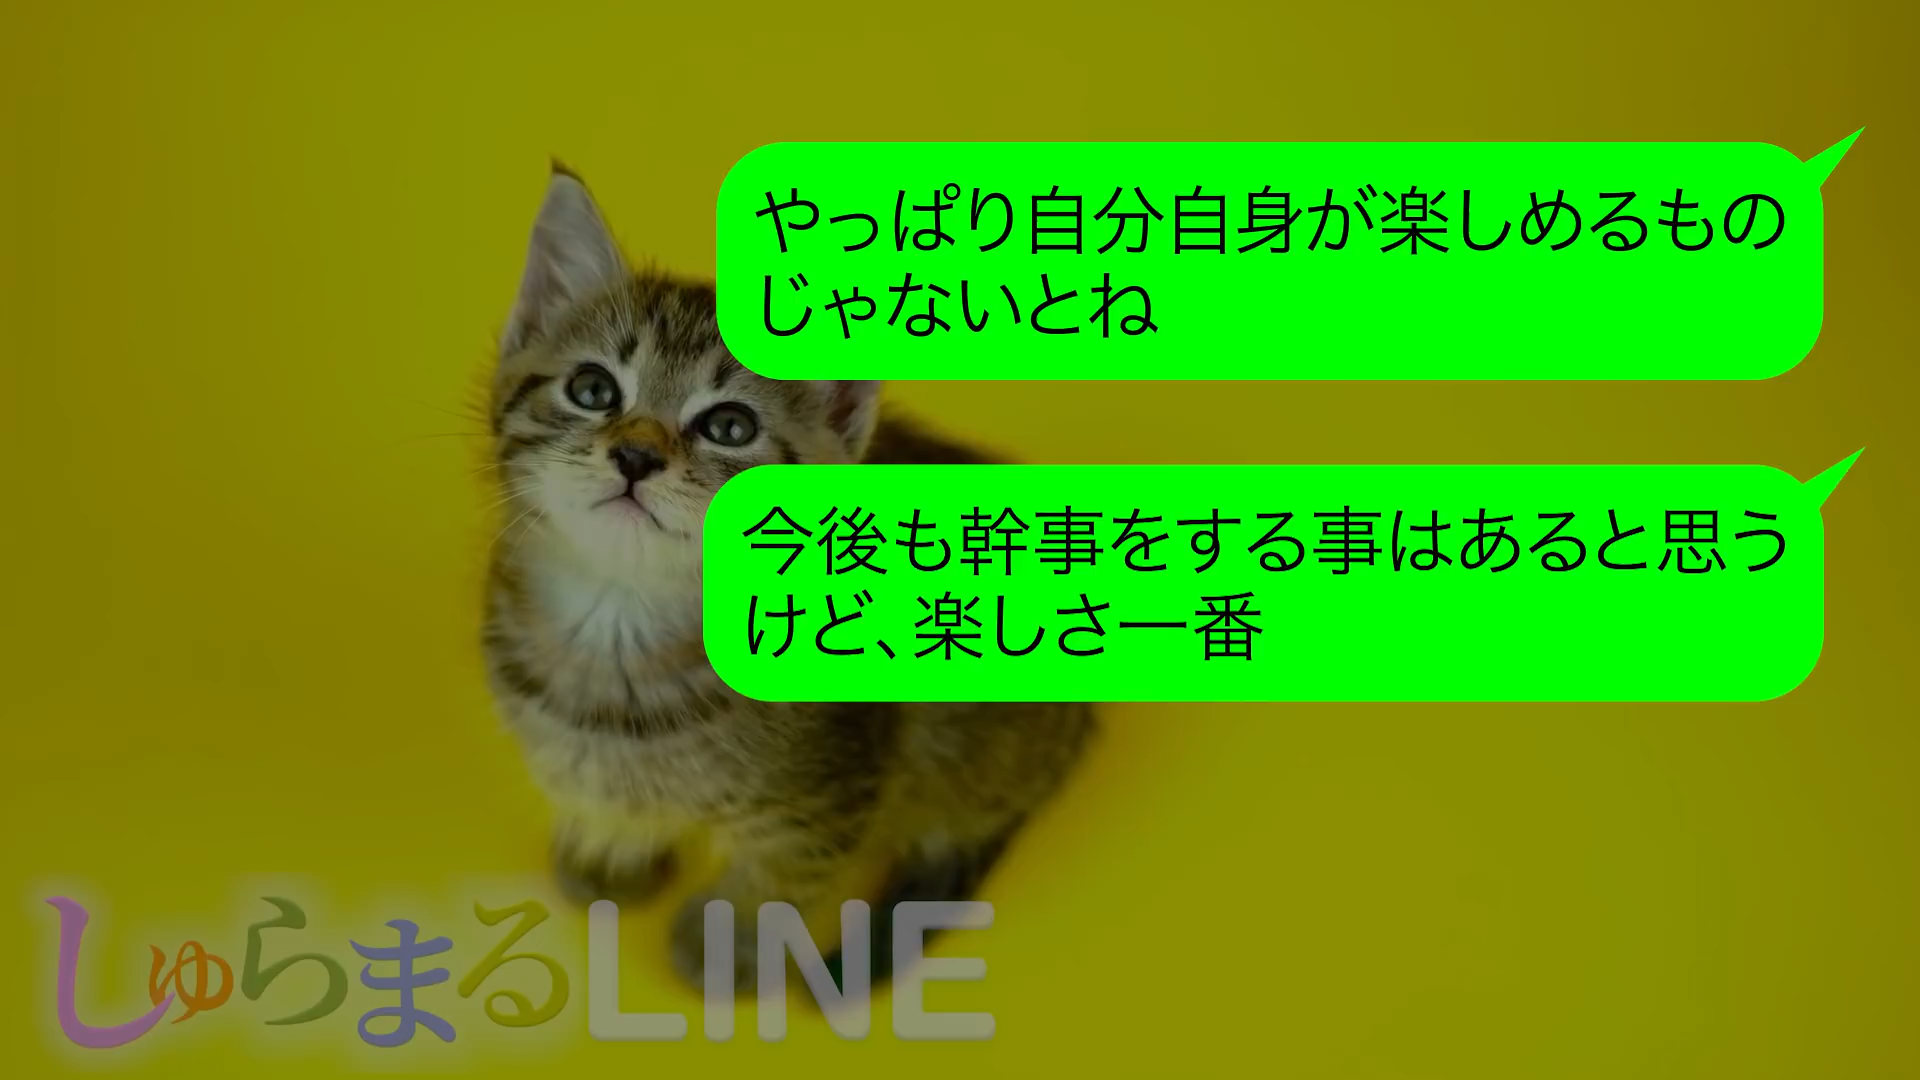 やっぱり自分自身が楽しめるもの
じゃないとね
今後も幹事をする事はあると思う
けど、楽しさ一番
しゅらまるLINE